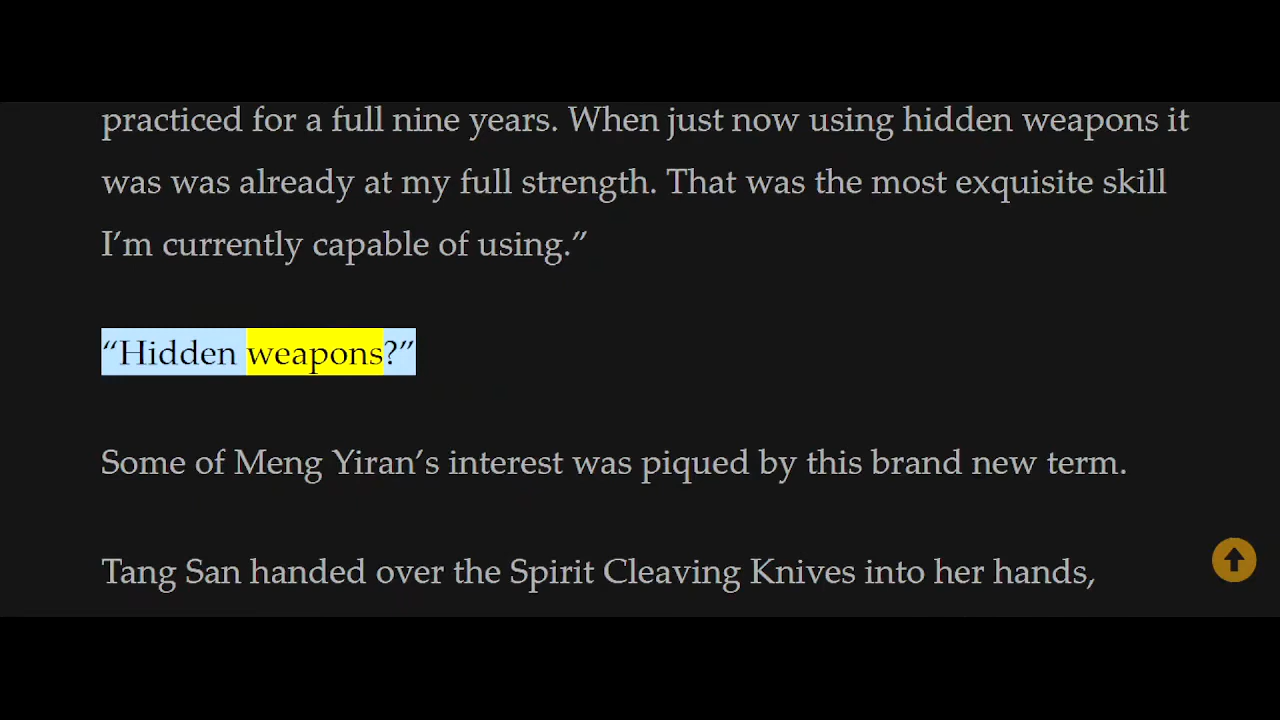 practiced for a full nine years. When just now using hidden weapons it
was was already at my full strength. That was the most exquisite skill
I’m currently capable of using.”
“Hidden weapons?”
Some of Meng Yiran’s interest was piqued by this brand new term.
Tang San handed over the Spirit Cleaving Knives into her hands,